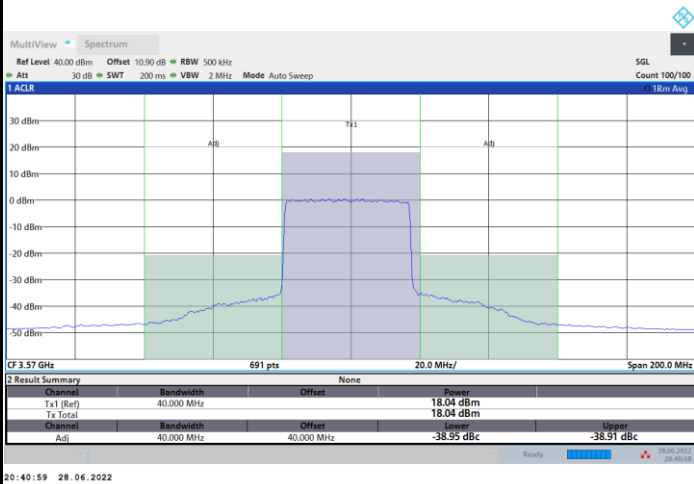 MultiView Spectrum
Ref Level 40.00 dBm Offset 10.90 dB RBW 500 kHz SGL
Att 30 dB SWT 200 ms VBW 2 MHz Mode Auto Sweep Count 100/100
1 ACLR 1Rm Avg
30 dBm
Tx1
20 dBm
Adj Adj
10 dBm
0 dBm
-10 dBm
-20 dBm
-30 dBm
-40 dBm
-50 dBm
CF 3.57 GHz 691 pts 20.0 MHz/ Span 200.0 MHz
2 Result Summary None
Channel Bandwidth Offset Power
Tx1 (Ref) 40.000 MHz 18.04 dBm
Tx Total 18.04 dBm
Channel Bandwidth Offset Lower Upper
Adj 40.000 MHz 40.000 MHz -38.95 dBc -38.91 dBc
Ready 28.06.2022
20:40:58
20:40:59 28.06.2022